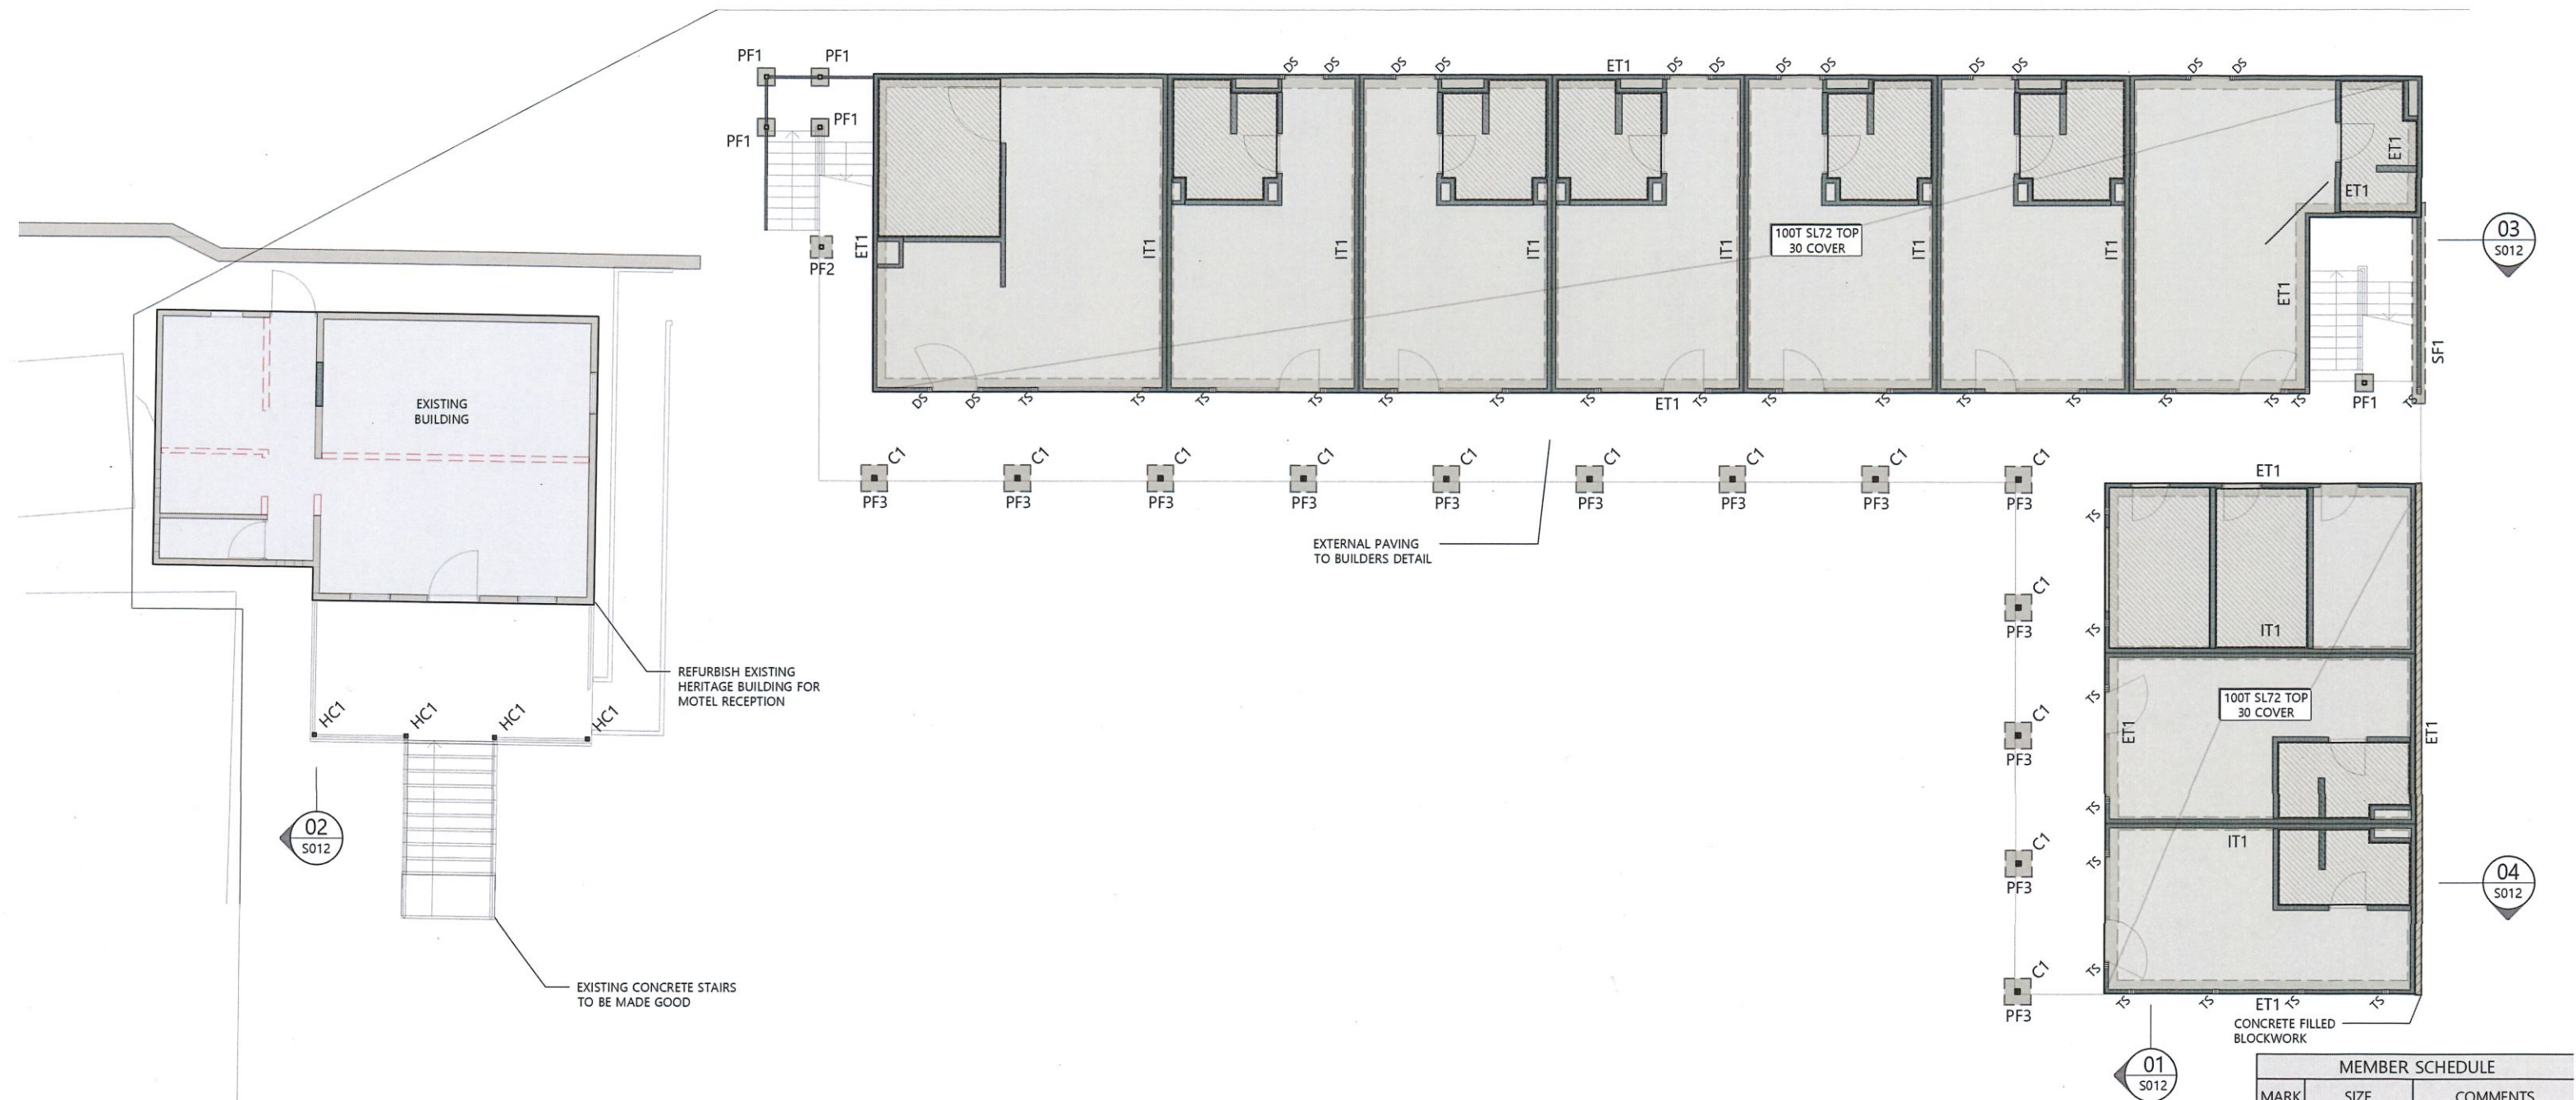 PF1 PF1
PF1 PF1
PF2
ET1
DS DS DS DS ET1 DS DS DS DS DS DS DS DS
ET1
ET1
IT1 IT1 IT1 IT1 IT1 IT1
100T SL72 TOP
30 COVER
ET1
SF1
03
S012
DS DS TS TS TS TS TS TS TS ET1 TS TS TS TS TS TS TS TS TS
PF1
EXISTING
BUILDING
C1 C1 C1 C1 C1 C1 C1 C1 C1
PF3 PF3 PF3 PF3 PF3 PF3 PF3 PF3 PF3
EXTERNAL PAVING
TO BUILDERS DETAIL
ET1
TS
C1
PF3
TS
IT1
REFURBISH EXISTING
HERITAGE BUILDING FOR
MOTEL RECEPTION
TS
100T SL72 TOP
30 COVER
HC1 HC1 HC1 HC1
C1
PF3
ET1
ET1
TS
02
S012
IT1
C1
PF3
TS
04
S012
C1
PF3
TS
EXISTING CONCRETE STAIRS
TO BE MADE GOOD
TS TS ET1 TS TS
CONCRETE FILLED
BLOCKWORK
01
S012
MEMBER SCHEDULE
MARK SIZE COMMENTS